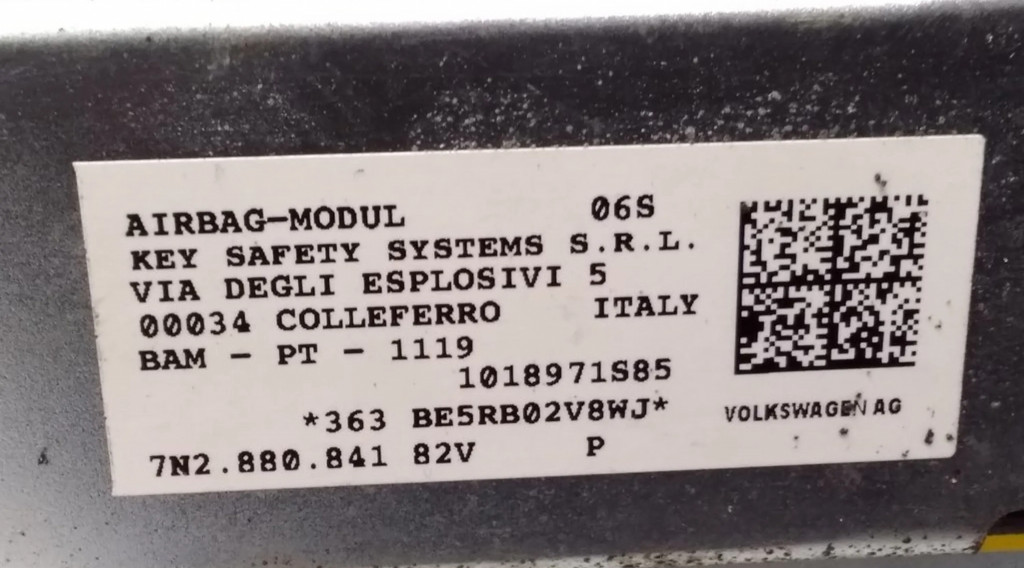 AIRBAG-MODUL 06S
KEY SAFETY SYSTEMS S.R.L.
VIA DEGLI ESPLOSIVI 5
00034 COLLEFERRO ITALY
BAM - PT - 1119
1018971S85
*363 BE5RB02V8WJ*
VOLKSWAGEN AG
7N2.880.841 82V P